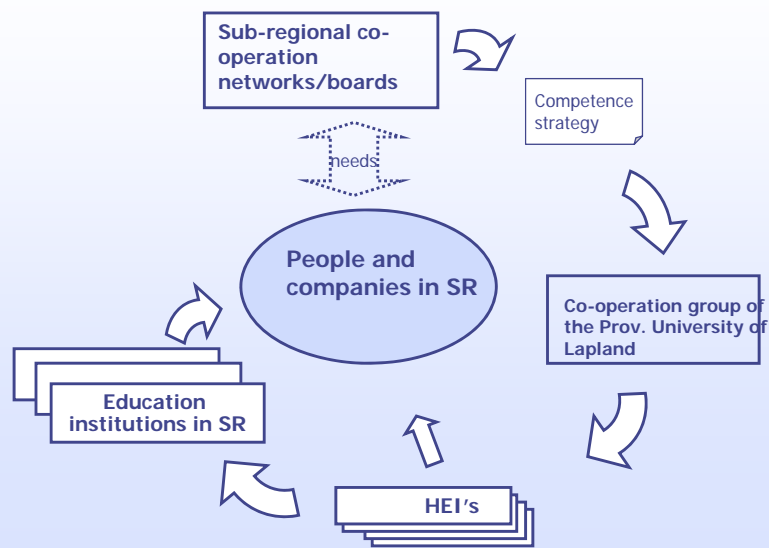 Sub-regional co-
operation
networks/boards
Competence
strategy
needs
People and
companies in SR
Co-operation group of
the Prov. University of
Lapland
Education
institutions in SR
HEI's